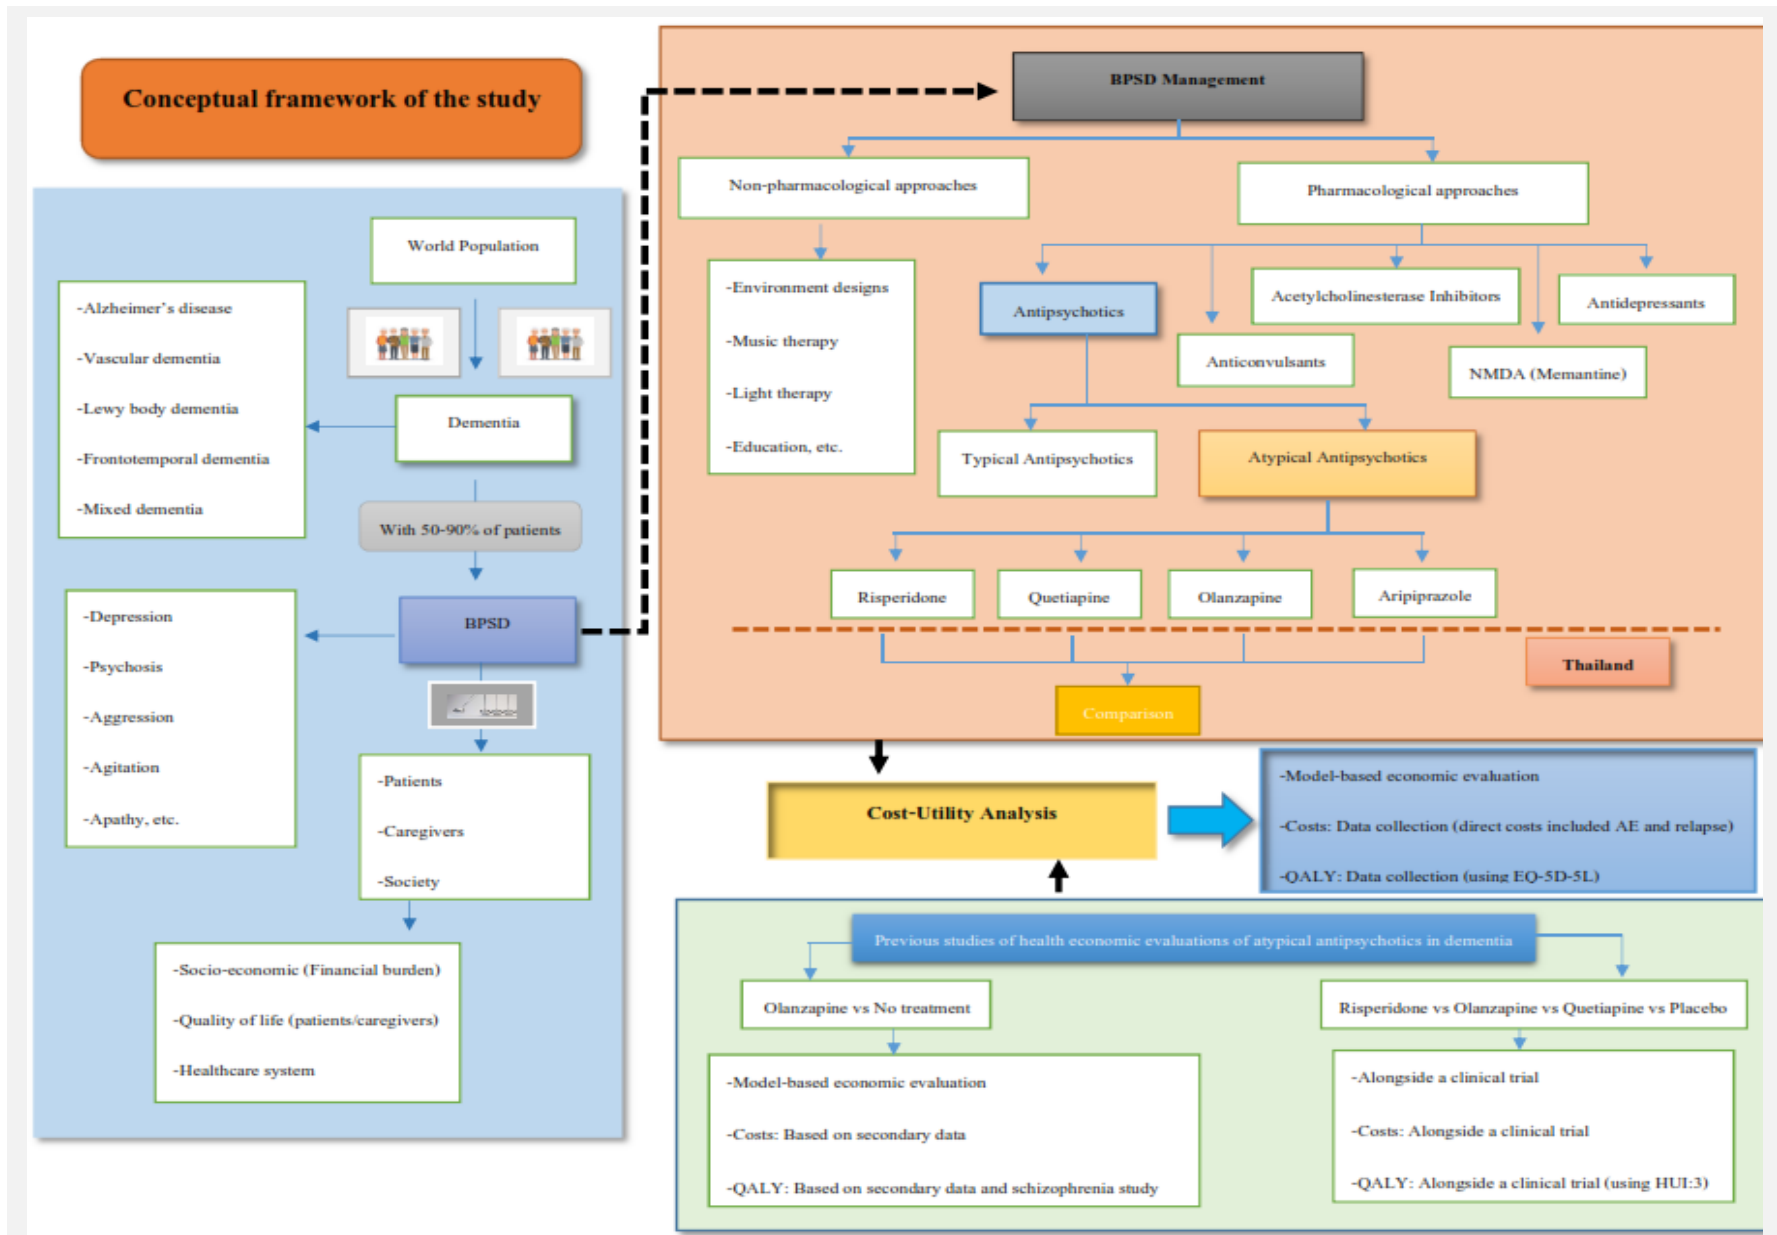 Conceptual framework of the study
World Population
-Alzheimer's disease
-Vascular dementia
-Lewy body dementia
-Frontotemporal dementia
-Mixed dementia
Dementia
With 50-90% of patients
BPSD
-Depression
-Psychosis
-Aggression
-Agitation
-Apathy, etc.
-Patients
-Caregivers
-Society
-Socio-economic (Financial burden)
-Quality of life (patients/caregivers)
-Healthcare system
BPSD Management
Non-pharmacological approaches
Pharmacological approaches
-Environment designs
-Music therapy
-Light therapy
-Education, etc.
Antipsychotics
Anticonvulsants
Acetylcholinesterase Inhibitors
NMDA (Memantine)
Antidepressants
Typical Antipsychotics
Atypical Antipsychotics
Risperidone
Quetiapine
Olanzapine
Aripiprazole
Thailand
Comparison
Cost-Utility Analysis
-Model-based economic evaluation
-Costs: Data collection (direct costs included AE and relapse)
-QALY: Data collection (using EQ-5D-5L)
Previous studies of health economic evaluations of atypical antipsychotics in dementia
Olanzapine vs No treatment
-Model-based economic evaluation
-Costs: Based on secondary data
-QALY: Based on secondary data and schizophrenia study
Risperidone vs Olanzapine vs Quetiapine vs Placebo
-Alongside a clinical trial
-Costs: Alongside a clinical trial
-QALY: Alongside a clinical trial (using HUI:3)